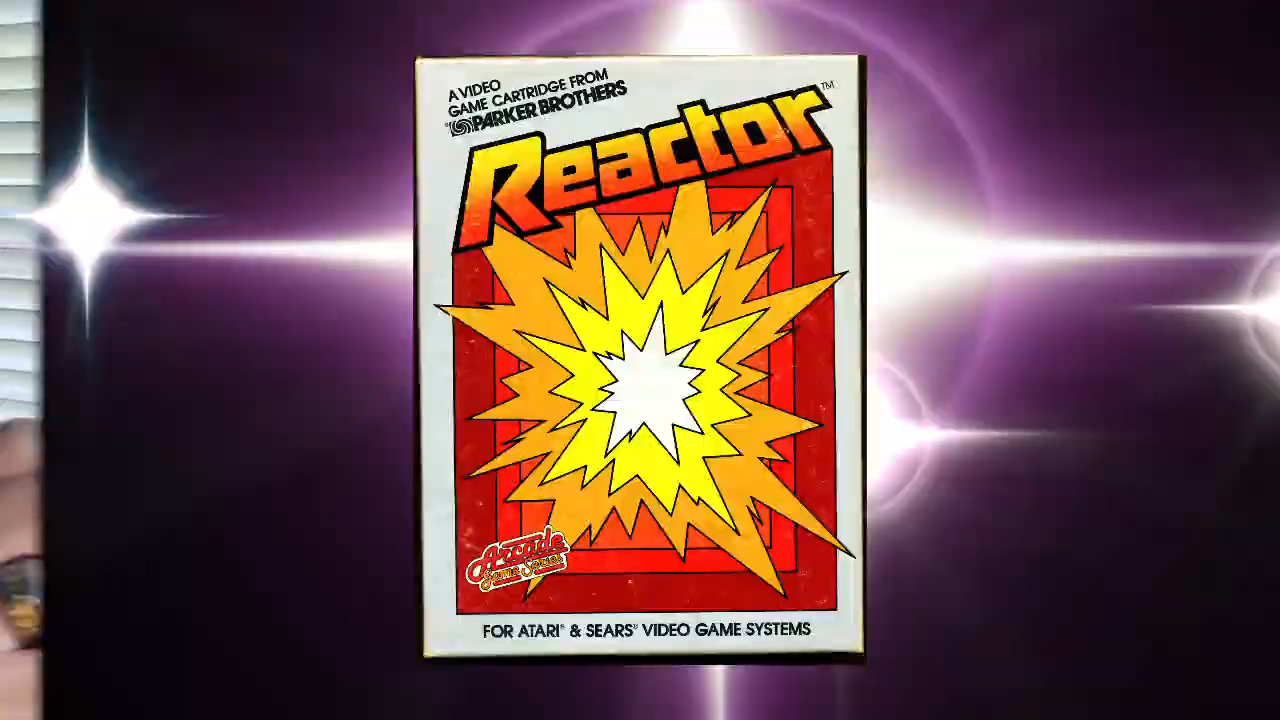 A VIDEO
GAME CARTRIDGE FROM
PARKER BROTHERS
Reactor™
Arcade
Game Series
FOR ATARI® & SEARS® VIDEO GAME SYSTEMS